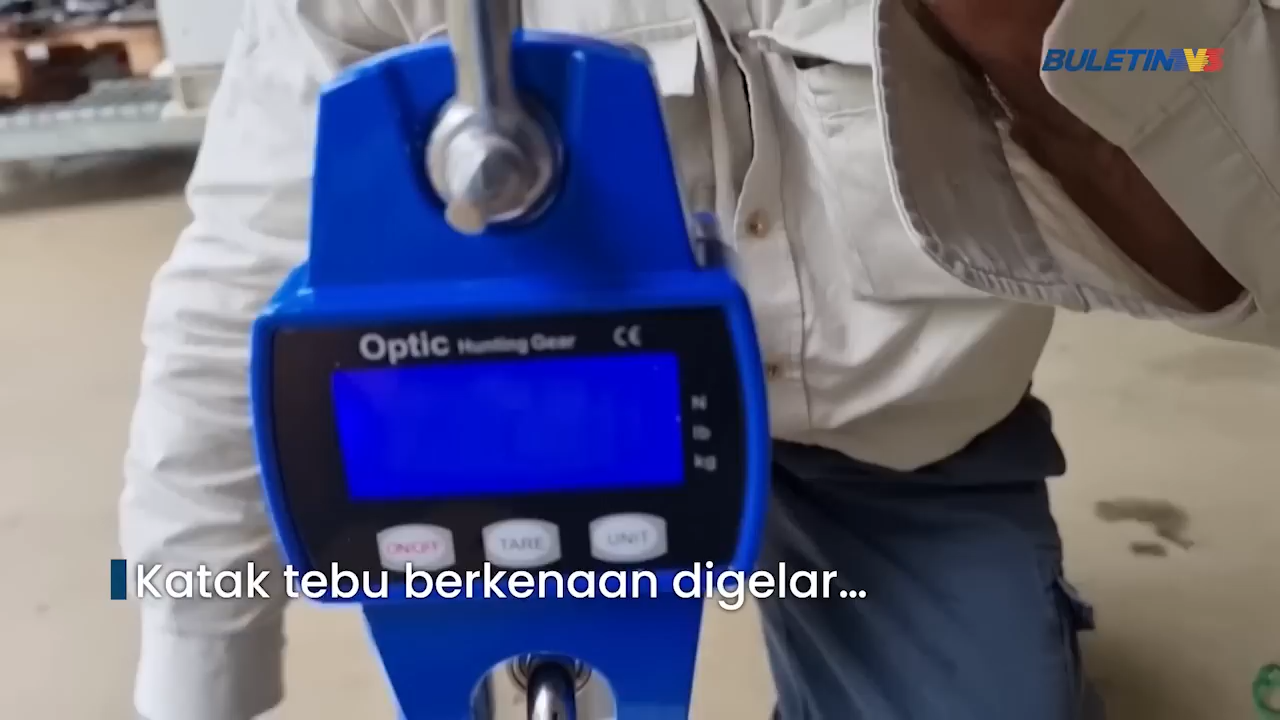 BULETINTV3
Optic Hunting Gear CE
N
lb
kg
ON/OFF TARE UNIT
Katak tebu berkenaan digelar...